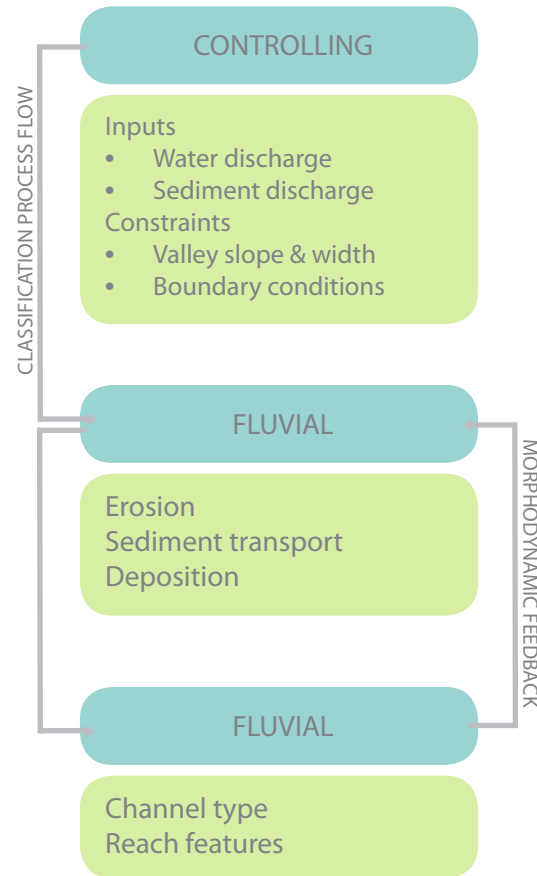 CONTROLLING
CLASSIFICATION PROCESS FLOW
Inputs
• Water discharge
• Sediment discharge
Constraints
• Valley slope & width
• Boundary conditions
FLUVIAL
Erosion
Sediment transport
Deposition
MORPHODYNAMIC FEEDBACK
FLUVIAL
Channel type
Reach features